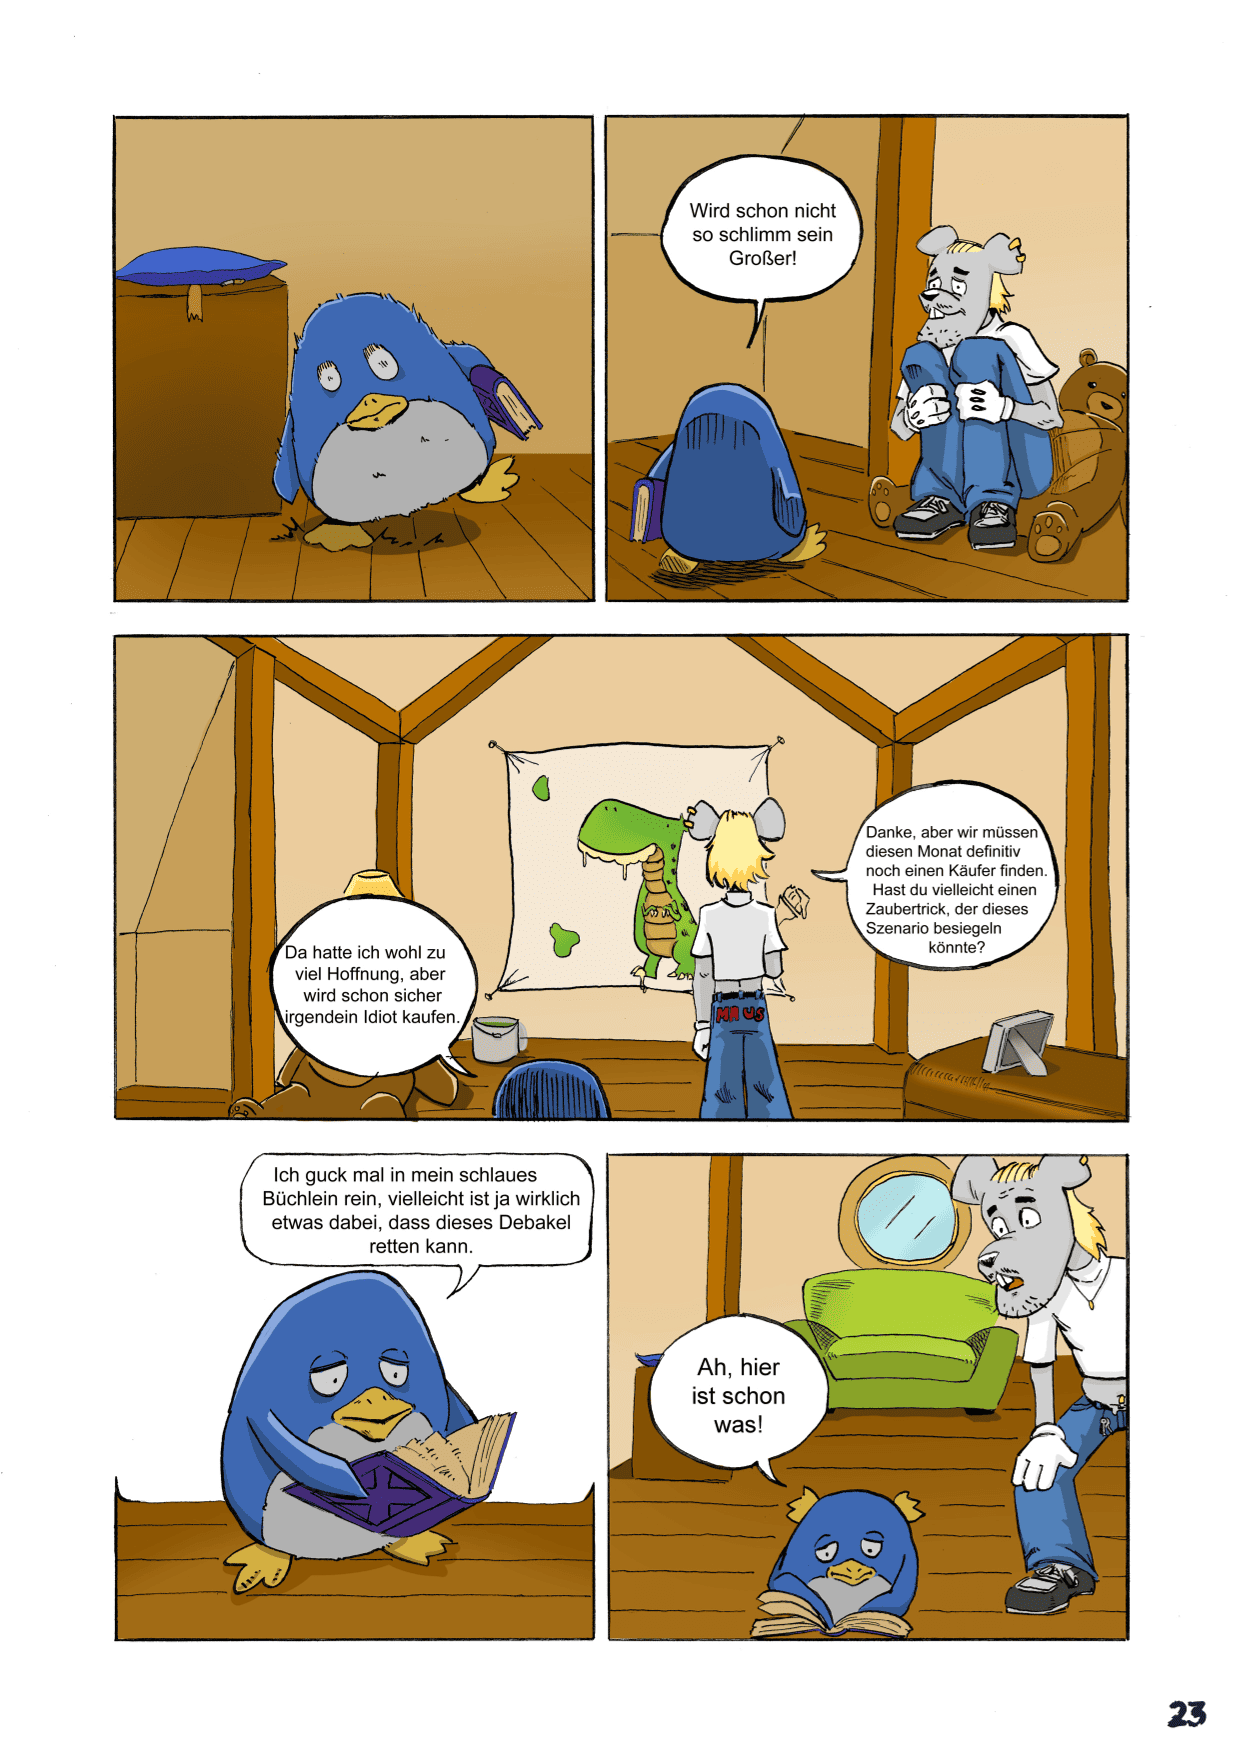 Wird schon nicht
so schlimm sein
Großer!
Da hatte ich wohl zu
viel Hoffnung, aber
wird schon sicher
irgendein Idiot kaufen.
Danke, aber wir müssen
diesen Monat definitiv
noch einen Käufer finden.
Hast du vielleicht einen
Zaubertrick, der dieses
Szenario besiegeln
könnte?
MAUS
Ich guck mal in mein schlaues
Büchlein rein, vielleicht ist ja wirklich
etwas dabei, dass dieses Debakel
retten kann.
Ah, hier
ist schon
was!
23